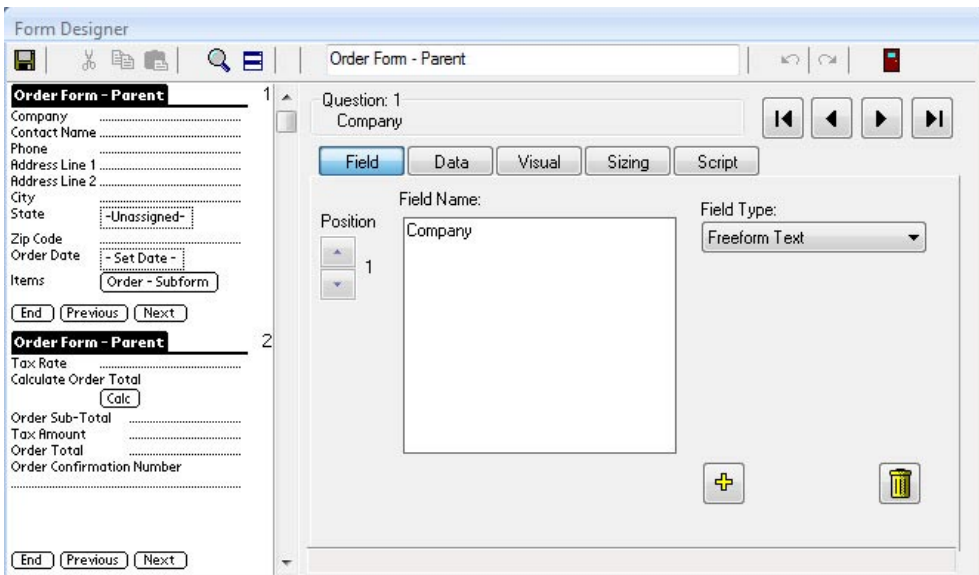 Form Designer
Order Form - Parent
Order Form - Parent 1
Company
Contact Name
Phone
Address Line 1
Address Line 2
City
State -Unassigned-
Zip Code
Order Date - Set Date -
Items Order - Subform
End Previous Next
Order Form - Parent 2
Tax Rate
Calculate Order Total
Calc
Order Sub-Total
Tax Amount
Order Total
Order Confirmation Number
End Previous Next
Question: 1
Company
Field Data Visual Sizing Script
Position
1
Field Name:
Company
Field Type:
Freeform Text